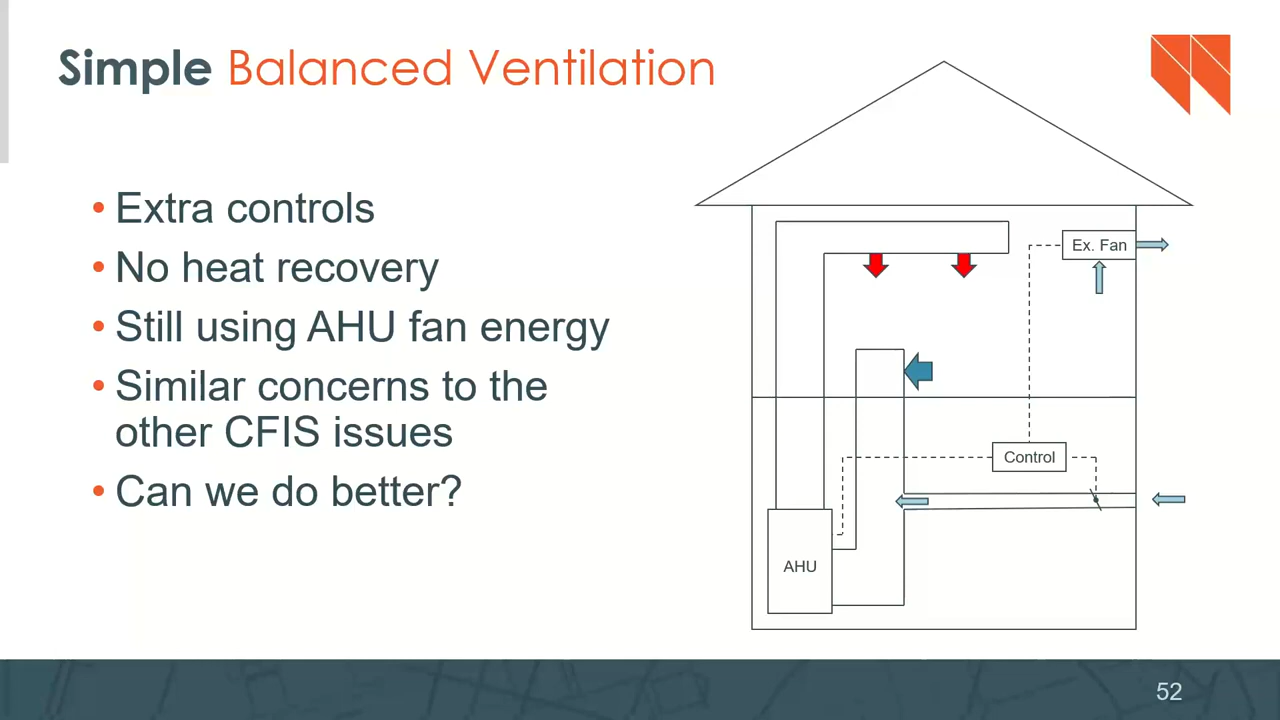 Simple Balanced Ventilation
• Extra controls
• No heat recovery
• Still using AHU fan energy
• Similar concerns to the
other CFIS issues
• Can we do better?
Ex. Fan
Control
AHU
52